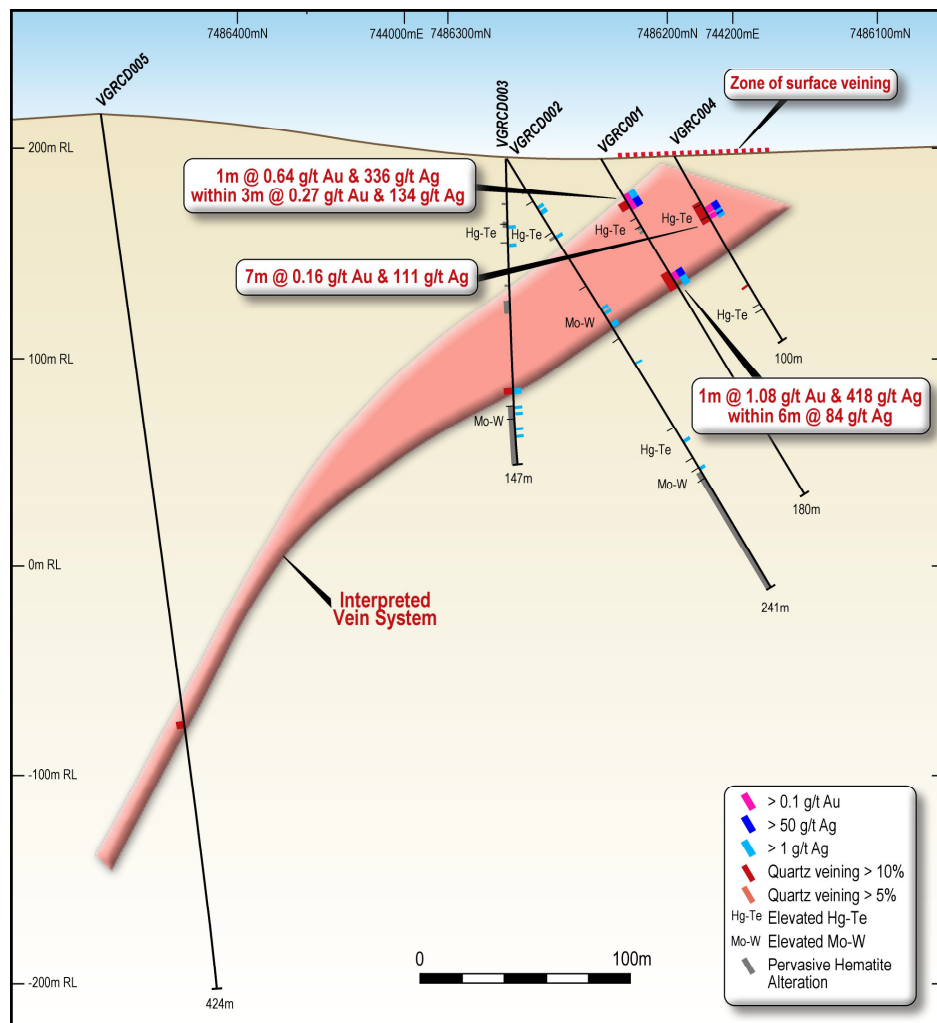 7486400mN
744000mE
7486300mN
7486200mN
744200mE
7486100mN
VGRCD005
VGRCD003
VGRCD002
VGRC001
VGRC004
Zone of surface veining
200m RL
1m @ 0.64 g/t Au & 336 g/t Ag
within 3m @ 0.27 g/t Au & 134 g/t Ag
Hg-Te
Hg-Te
Hg-Te
Hg-Te
7m @ 0.16 g/t Au & 111 g/t Ag
Mo-W
Hg-Te
100m RL
100m
1m @ 1.08 g/t Au & 418 g/t Ag
within 6m @ 84 g/t Ag
Mo-W
Hg-Te
147m
Mo-W
180m
0m RL
Interpreted
Vein System
241m
-100m RL
> 0.1 g/t Au
> 50 g/t Ag
> 1 g/t Ag
Quartz veining > 10%
Quartz veining > 5%
Hg-Te Elevated Hg-Te
Mo-W Elevated Mo-W
Pervasive Hematite
Alteration
0
100m
-200m RL
424m